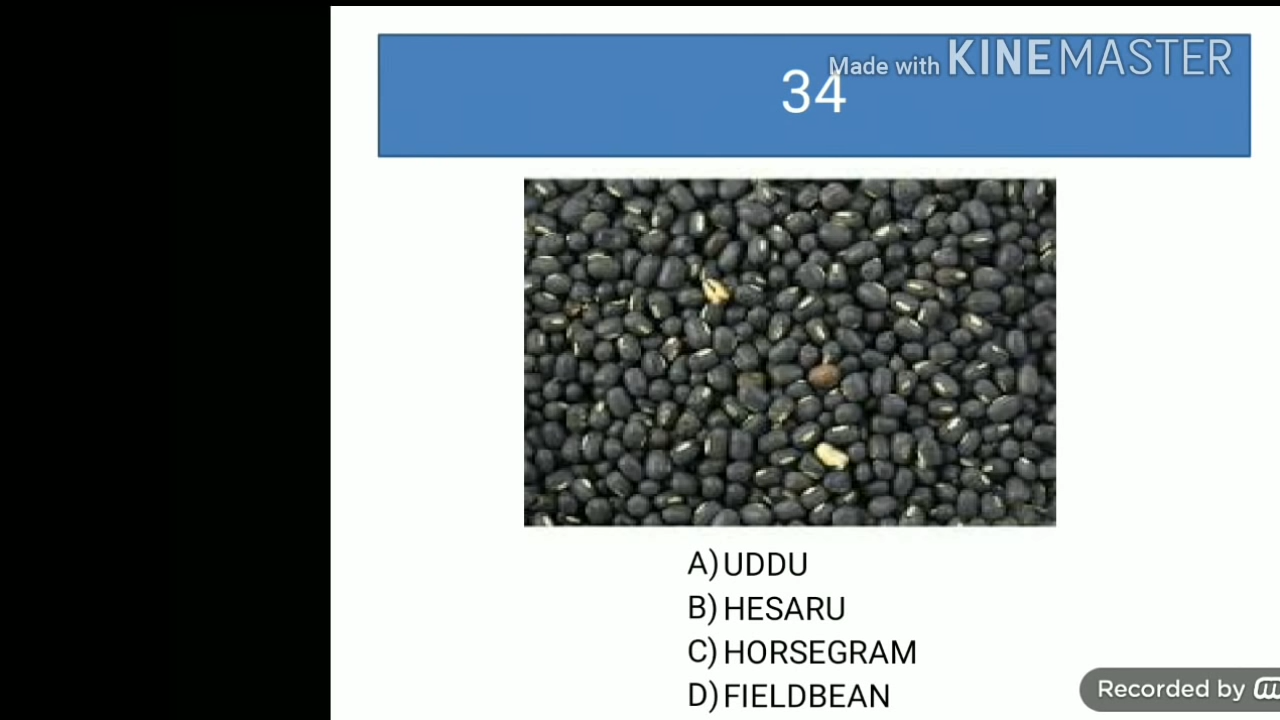 Made with KINEMASTER
34
A) UDDU
B) HESARU
C) HORSEGRAM
D) FIELDBEAN
Recorded by